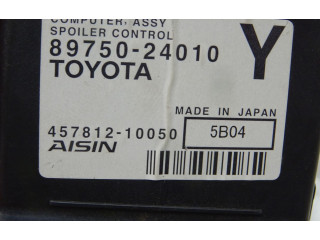 COMPUTER, ASSY
SPOILER CONTROL
89750-24010
TOYOTA
Y
MADE IN JAPAN
457812-10050
5B04
AISIN